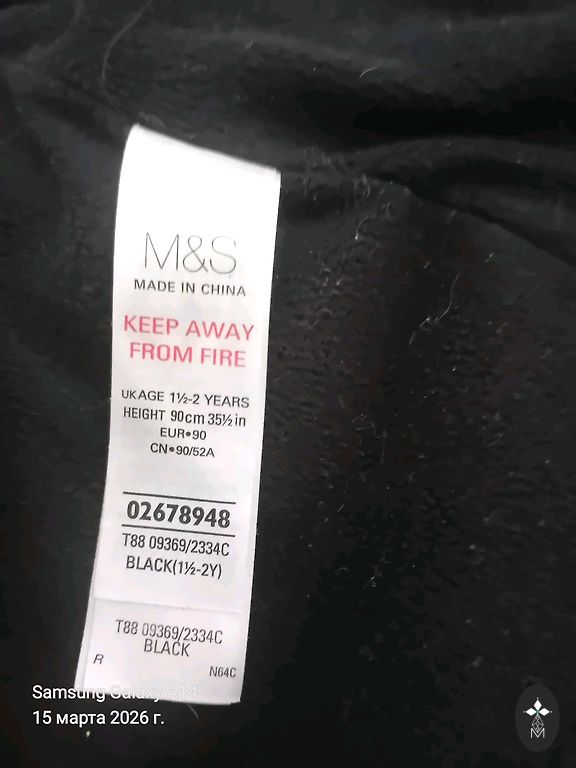 M&S
MADE IN CHINA
KEEP AWAY
FROM FIRE
UK AGE 1½-2 YEARS
HEIGHT 90cm 35½in
EUR•90
CN•90/52A
02678948
T88 09369/2334C
BLACK(1½-2Y)
T88 09369/2334C
BLACK
R
N64C
Samsung Galaxy A14
15 марта 2026 г.
M